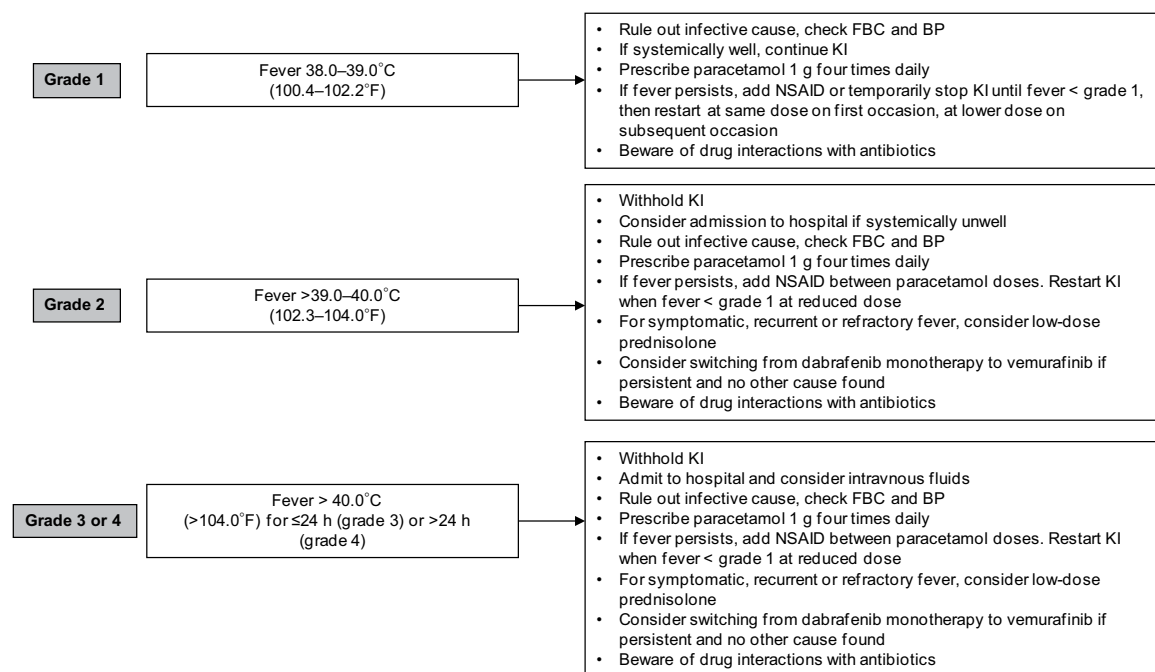 Grade 1
Fever 38.0–39.0°C
(100.4–102.2°F)
• Rule out infective cause, check FBC and BP
• If systemically well, continue KI
• Prescribe paracetamol 1 g four times daily
• If fever persists, add NSAID or temporarily stop KI until fever < grade 1,
then restart at same dose on first occasion, at lower dose on
subsequent occasion
• Beware of drug interactions with antibiotics
Grade 2
Fever >39.0–40.0°C
(102.3–104.0°F)
• Withhold KI
• Consider admission to hospital if systemically unwell
• Rule out infective cause, check FBC and BP
• Prescribe paracetamol 1 g four times daily
• If fever persists, add NSAID between paracetamol doses. Restart KI
when fever < grade 1 at reduced dose
• For symptomatic, recurrent or refractory fever, consider low-dose
prednisolone
• Consider switching from dabrafenib monotherapy to vemurafinib if
persistent and no other cause found
• Beware of drug interactions with antibiotics
Grade 3 or 4
Fever > 40.0°C
(>104.0°F) for ≤24 h (grade 3) or >24 h
(grade 4)
• Withhold KI
• Admit to hospital and consider intravnous fluids
• Rule out infective cause, check FBC and BP
• Prescribe paracetamol 1 g four times daily
• If fever persists, add NSAID between paracetamol doses. Restart KI
when fever < grade 1 at reduced dose
• For symptomatic, recurrent or refractory fever, consider low-dose
prednisolone
• Consider switching from dabrafenib monotherapy to vemurafinib if
persistent and no other cause found
• Beware of drug interactions with antibiotics